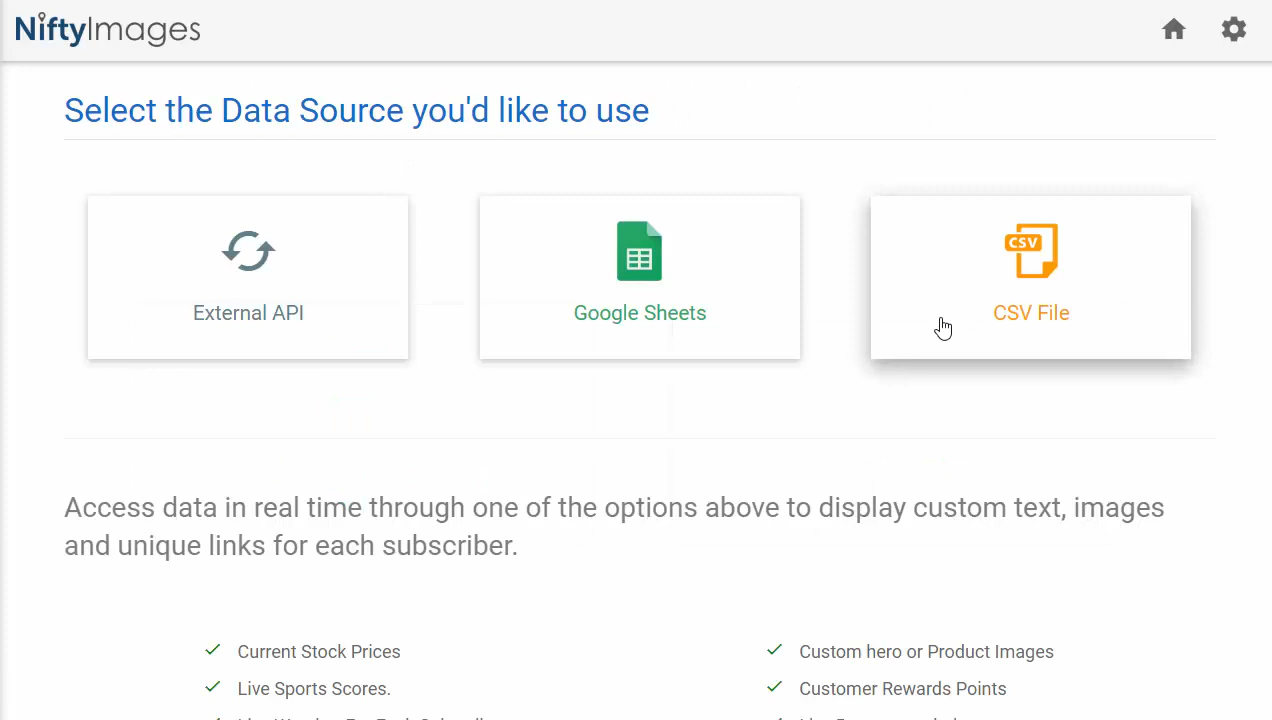 NiftyImages
Select the Data Source you'd like to use
CSV
External API
Google Sheets
CSV File
Access data in real time through one of the options above to display custom text, images
and unique links for each subscriber.
Current Stock Prices
Custom hero or Product Images
Live Sports Scores.
Customer Rewards Points